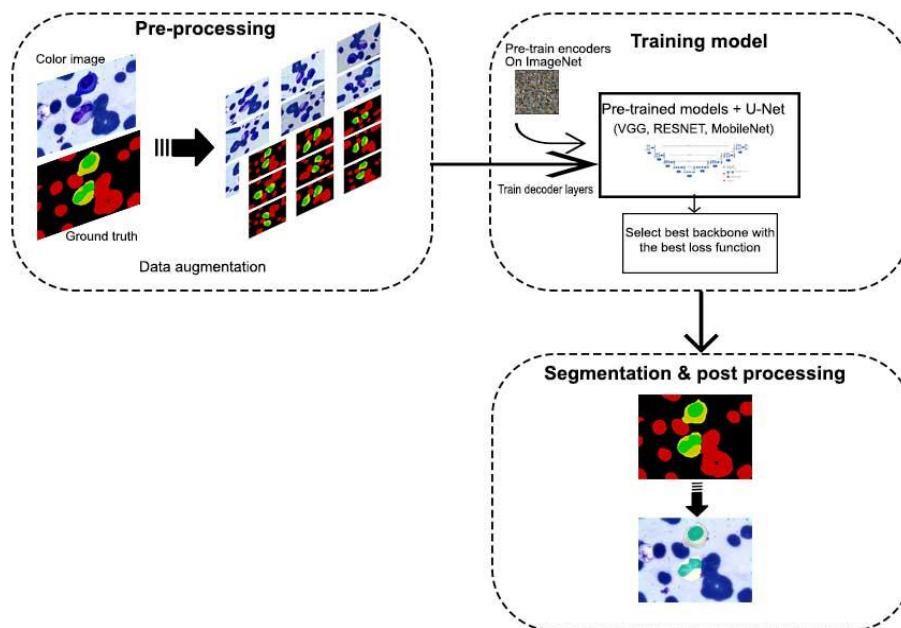 Pre-processing
Color image
Ground truth
Data augmentation
Training model
Pre-train encoders
On ImageNet
Pre-trained models + U-Net
(VGG, RESNET, MobileNet)
Train decoder layers
Select best backbone with
the best loss function
Segmentation & post processing